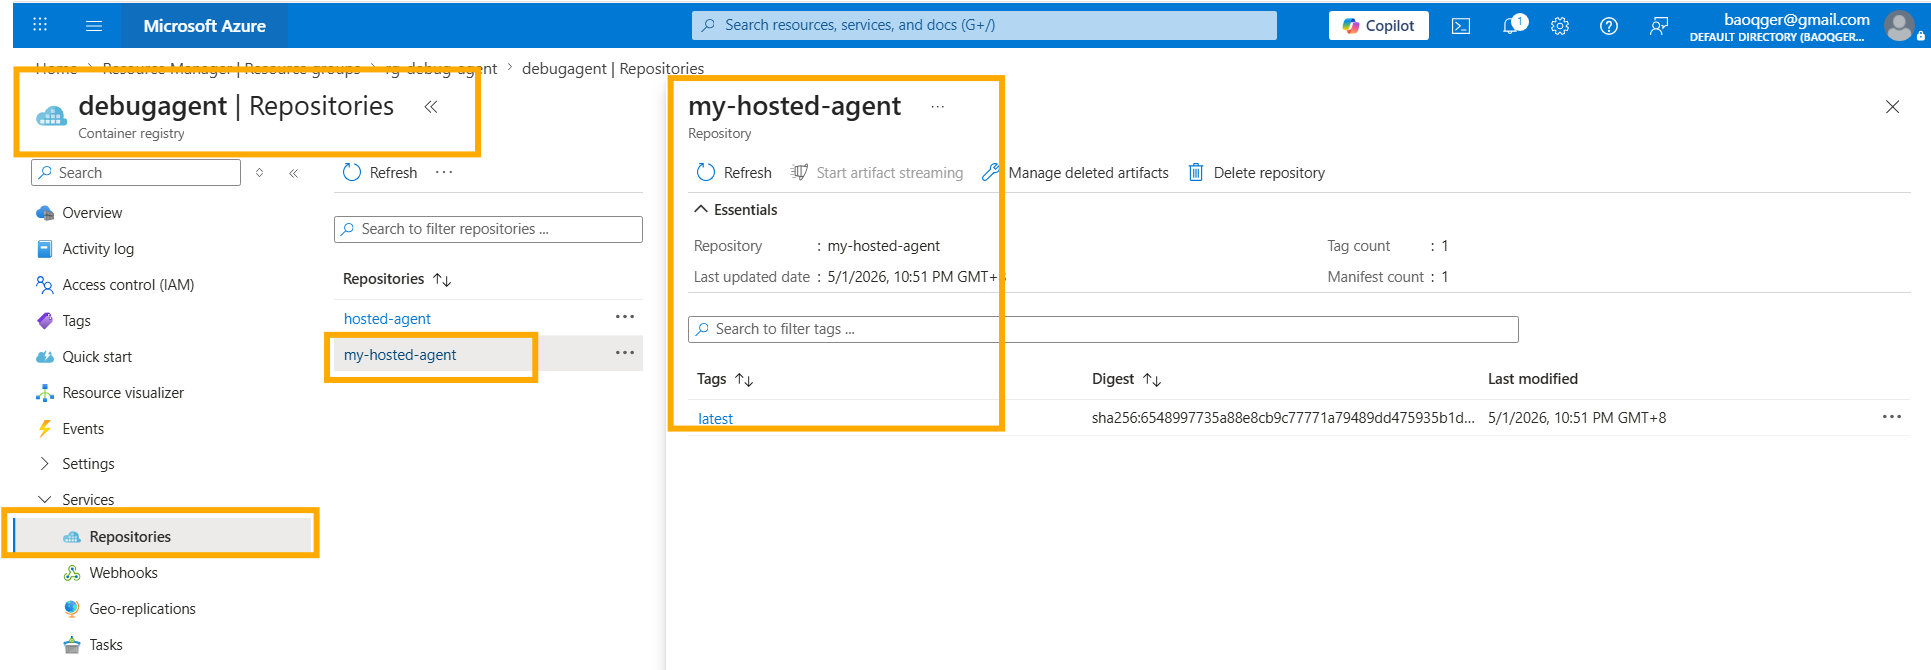 Microsoft Azure
Search resources, services, and docs (G+/)
Copilot
1
baoqger@gmail.com
DEFAULT DIRECTORY (BAOQGER...
Home > Resource Manager | Resource groups > rg-debug-agent > debugagent | Repositories
debugagent | Repositories
Container registry
Search
Overview
Activity log
Access control (IAM)
Tags
Quick start
Resource visualizer
Events
Settings
Services
Repositories
Webhooks
Geo-replications
Tasks
Refresh ...
Search to filter repositories ...
Repositories
hosted-agent
my-hosted-agent
my-hosted-agent ...
Repository
Refresh Start artifact streaming Manage deleted artifacts Delete repository
Essentials
Repository : my-hosted-agent Tag count : 1
Last updated date : 5/1/2026, 10:51 PM GMT+8 Manifest count : 1
Search to filter tags ...
Tags Digest Last modified
latest sha256:6548997735a88e8cb9c77771a79489dd475935b1d... 5/1/2026, 10:51 PM GMT+8